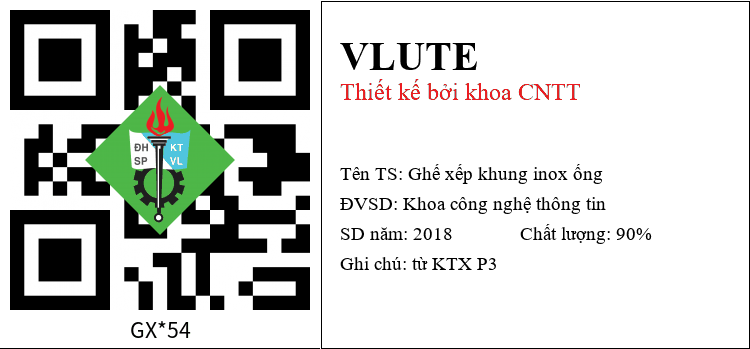 ĐH
SP
KT
VL
GX*54
VLUTE
Thiết kế bởi khoa CNTT
Tên TS: Ghế xếp khung inox ống
ĐVSD: Khoa công nghệ thông tin
SD năm: 2018 Chất lượng: 90%
Ghi chú: từ KTX P3